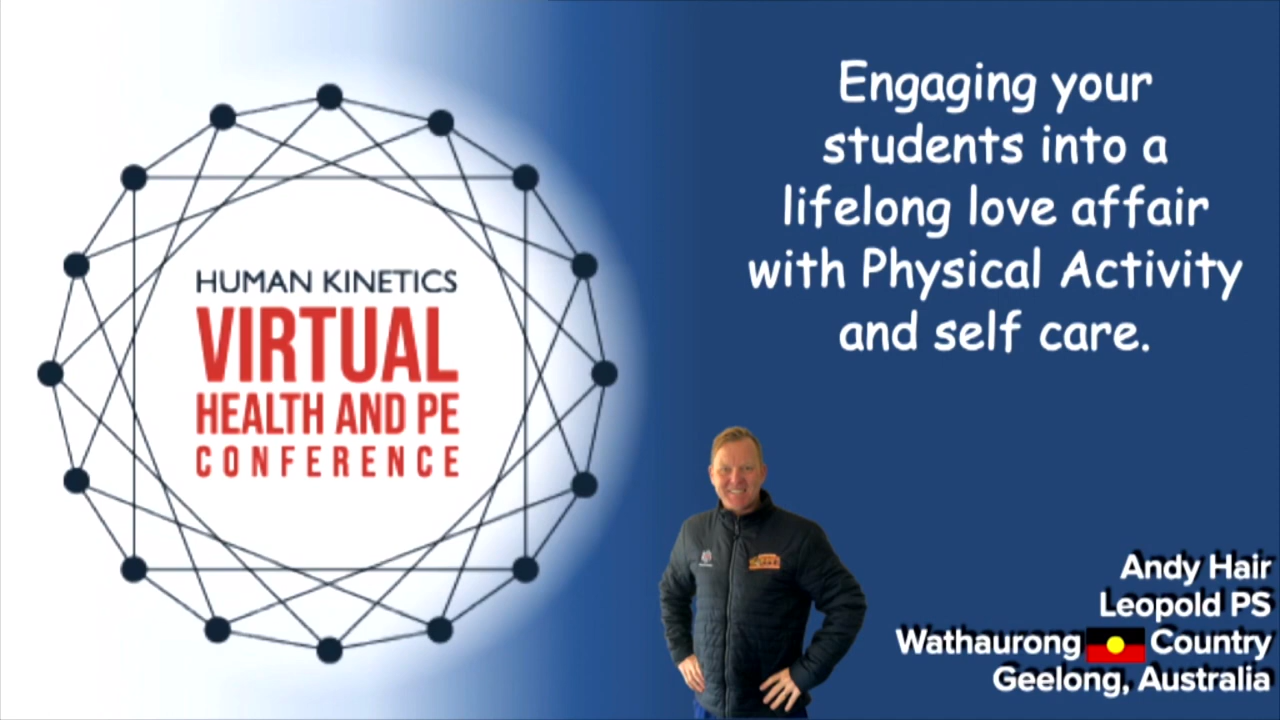 HUMAN KINETICS
VIRTUAL
HEALTH AND PE
CONFERENCE
Engaging your
students into a
lifelong love affair
with Physical Activity
and self care.
Andy Hair
Leopold PS
Wathaurong Country
Geelong, Australia